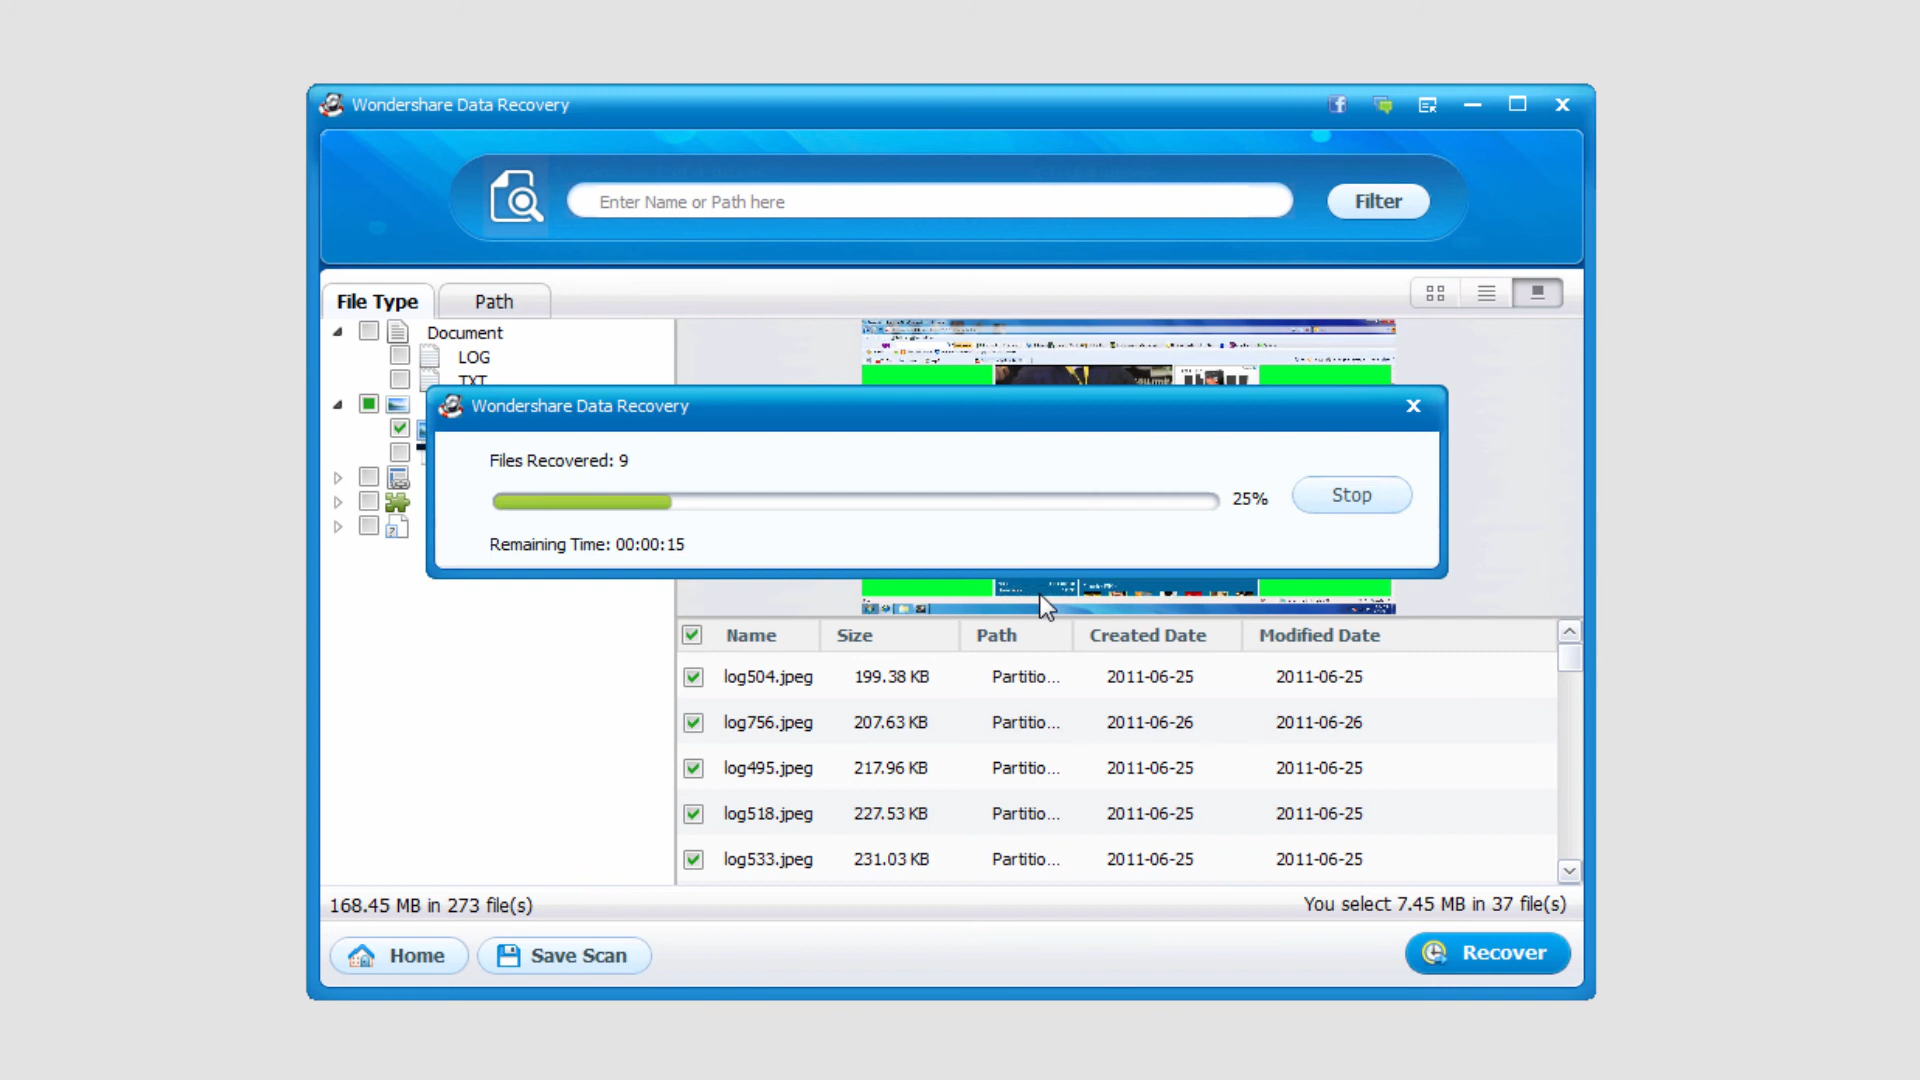 Wondershare Data Recovery
Enter Name or Path here
Filter
File Type
Path
Document
LOG
TXT
Wondershare Data Recovery
Files Recovered: 9
25%
Stop
Remaining Time: 00:00:15
Name Size Path Created Date Modified Date
log504.jpeg 199.38 KB Partitio... 2011-06-25 2011-06-25
log756.jpeg 207.63 KB Partitio... 2011-06-26 2011-06-26
log495.jpeg 217.96 KB Partitio... 2011-06-25 2011-06-25
log518.jpeg 227.53 KB Partitio... 2011-06-25 2011-06-25
log533.jpeg 231.03 KB Partitio... 2011-06-25 2011-06-25
168.45 MB in 273 file(s)
You select 7.45 MB in 37 file(s)
Home
Save Scan
Recover